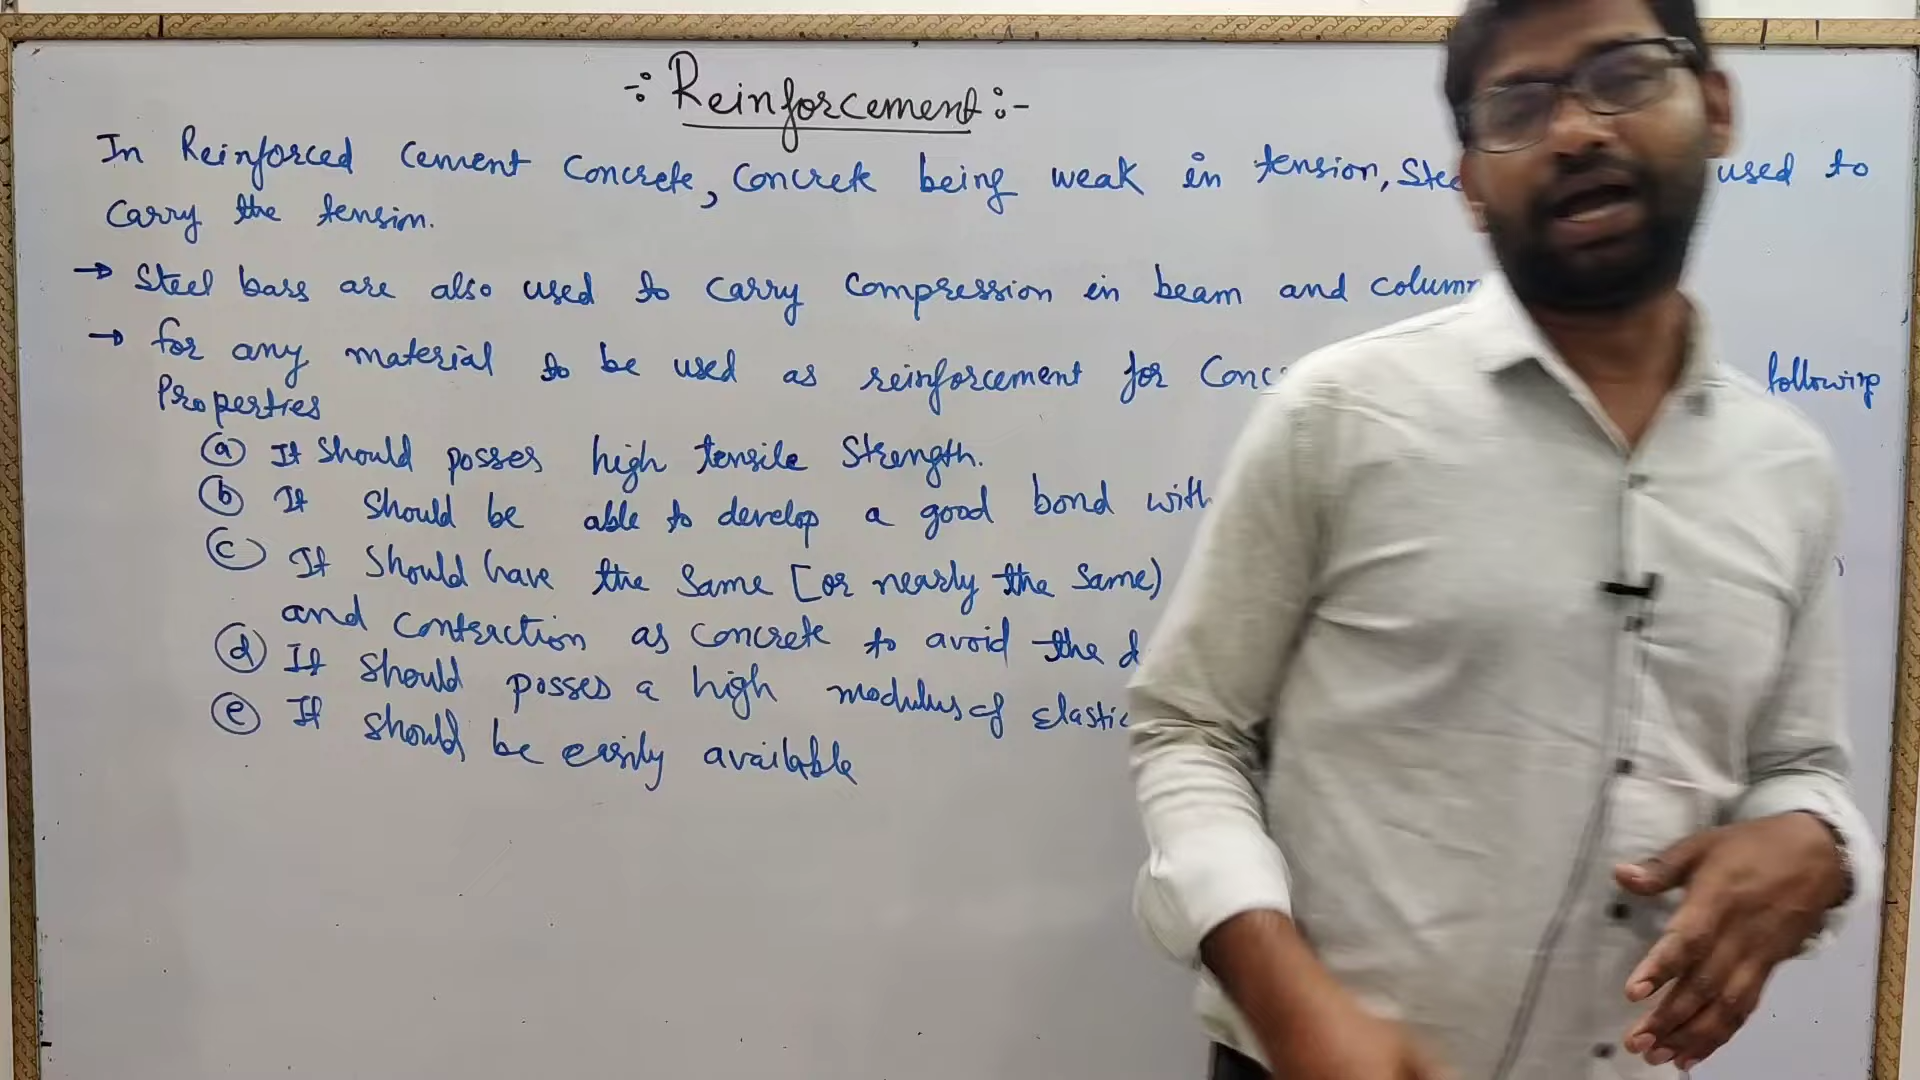 -: Reinforcement :-
In Reinforced Cement Concrete, Concrete being weak in tension, used to
Carry the tension.
→ Steel bars are also used to carry compression in beam and column
→ for any material to be used as reinforcement for following
Properties
(a) It should posses high tensile strength.
(b) It should be able to develop a good bond with
(c) It should have the same [or nearly the same)
and contraction as concrete to avoid the
(d) It should posses a high modulus of
(e) It should be easily available